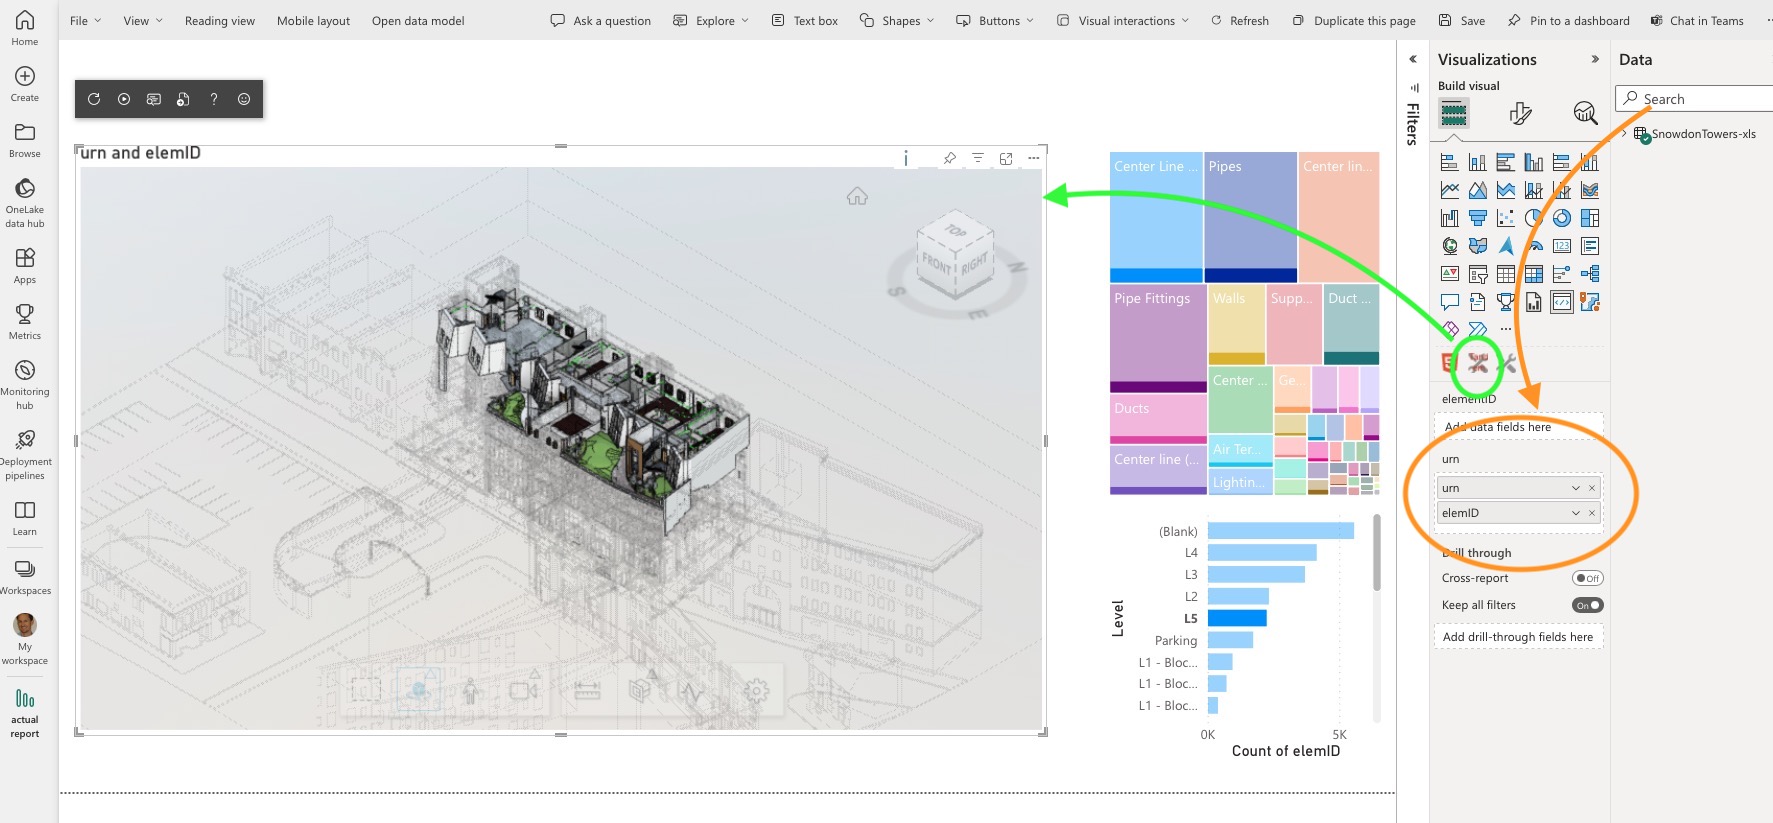 File
View
Reading view
Mobile layout
Open data model
Ask a question
Explore
Text box
Shapes
Buttons
Visual interactions
Refresh
Duplicate this page
Save
Pin to a dashboard
Chat in Teams
Home
Create
Browse
OneLake
data hub
Apps
Metrics
Monitoring
hub
Deployment
pipelines
Learn
Workspaces
My
workspace
actual
report
urn and elemID
TOP
FRONT
RIGHT
N
S
E
Center Line ...
Pipes
Center lin...
Pipe Fittings
Walls
Supp...
Duct ...
Center ...
Ge...
Ducts
Air Ter...
Center line (...
Lightin...
Level
(Blank)
L4
L3
L2
L5
Parking
L1 - Bloc...
L1 - Bloc...
L1 - Bloc...
0K
5K
Count of elemID
Filters
Visualizations
Build visual
123
elementID
Add data fields here
urn
urn
elemID
Drill through
Cross-report
Off
Keep all filters
On
Add drill-through fields here
Data
Search
SnowdonTowers-xls